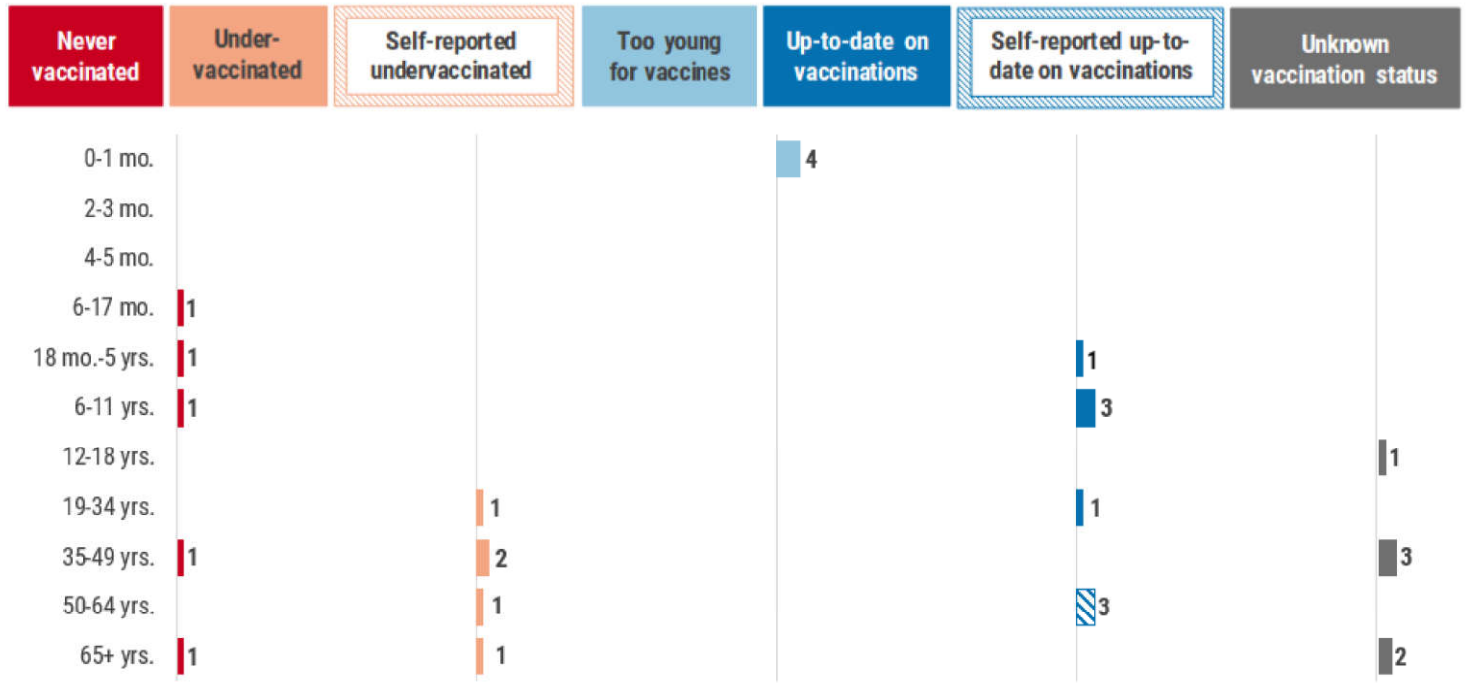 Never
vaccinated
Under-
vaccinated
Self-reported
undervaccinated
Too young
for vaccines
Up-to-date on
vaccinations
Self-reported up-to-
date on vaccinations
Unknown
vaccination status
0-1 mo. 4
2-3 mo.
4-5 mo.
6-17 mo. 1
18 mo.-5 yrs. 1 1
6-11 yrs. 1 3
12-18 yrs. 1
19-34 yrs. 1 1
35-49 yrs. 1 2 3
50-64 yrs. 1 3
65+ yrs. 1 1 2